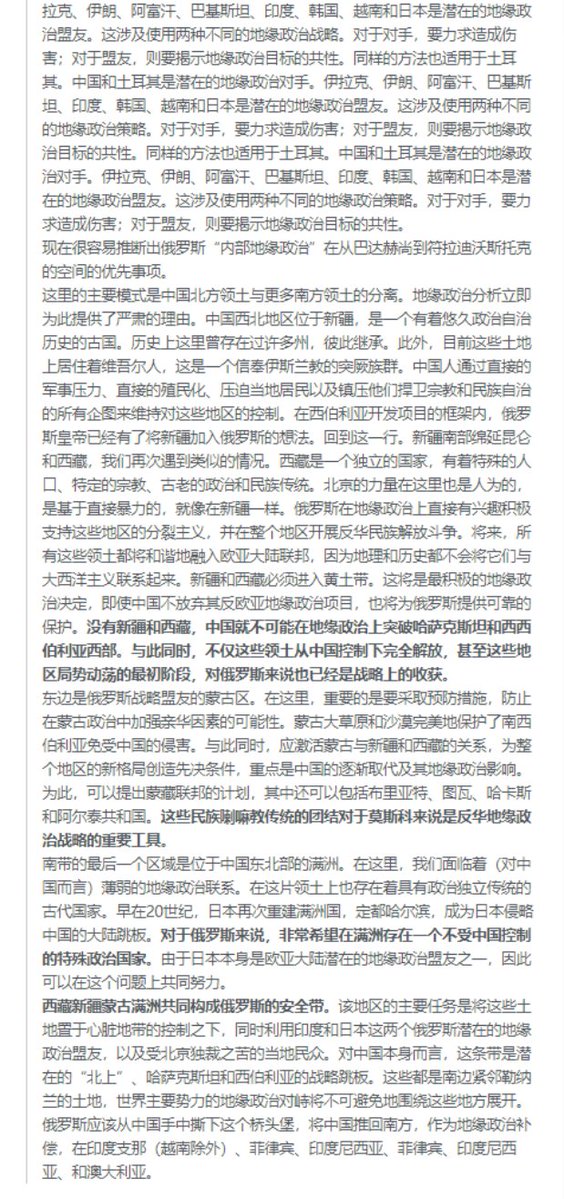 拉克、伊朗、阿富汗、巴基斯坦、印度、韩国、越南和日本是潜在的地缘政
治盟友。这涉及使用两种不同的地缘政治战略。对于对手，要力求造成伤
害；对于盟友，则要揭示地缘政治目标的共性。同样的方法也适用于土耳
其。中国和土耳其是潜在的地缘政治对手。伊拉克、伊朗、阿富汗、巴基斯
坦、印度、韩国、越南和日本是潜在的地缘政治盟友。这涉及使用两种不同
的地缘政治策略。对于对手，要力求造成伤害；对于盟友，则要揭示地缘政
治目标的共性。同样的方法也适用于土耳其。中国和土耳其是潜在的地缘政
治对手。伊拉克、伊朗、阿富汗、巴基斯坦、印度、韩国、越南和日本是潜
在的地缘政治盟友。这涉及使用两种不同的地缘政治策略。对于对手，要力
求造成伤害；对于盟友，则要揭示地缘政治目标的共性。
现在很容易推断出俄罗斯“内部地缘政治”在从巴达赫尚到符拉迪沃斯托克
的空间的优先事项。
这里的主要模式是中国北方领土与更多南方领土的分离。地缘政治分析立即
为此提供了严肃的理由。中国西北地区位于新疆，是一个有着悠久政治自治
历史的古国。历史上这里曾存在过许多州，彼此继承。此外，目前这些土地
上居住着维吾尔人，这是一个信奉伊斯兰教的突厥族群。中国人通过直接的
军事压力、直接的殖民化、压迫当地居民以及镇压他们捍卫宗教和民族自治
的所有企图来维持对这些地区的控制。在西伯利亚开发项目的框架内，俄罗
斯皇帝已经有了将新疆加入俄罗斯的想法。回到这一行。新疆南部绵延昆仑
和西藏，我们再次遇到类似的情况。西藏是一个独立的国家，有着特殊的人
口、特定的宗教、古老的政治和民族传统。北京的力量在这里也是人为的，
是基于直接暴力的，就像在新疆一样。俄罗斯在地缘政治上直接有兴趣积极
支持这些地区的分裂主义，并在整个地区开展反华民族解放斗争。将来，所
有这些领土都将和谐地融入欧亚大陆联邦，因为地理和历史都不会将它们与
大西洋主义联系起来。新疆和西藏必须进入黄土带。这将是最积极的地缘政
治决定，即使中国不放弃其反欧亚地缘政治项目，也将为俄罗斯提供可靠的
保护。没有新疆和西藏，中国就不可能在地缘政治上突破哈萨克斯坦和西西
伯利亚西部。与此同时，不仅这些领土从中国控制下完全解放，甚至这些地
区局势动荡的最初阶段，对俄罗斯来说也已经是战略上的收获。
东边是俄罗斯战略盟友的蒙古区。在这里，重要的是要采取预防措施，防止
在蒙古政治中加强亲华因素的可能性。蒙古大草原和沙漠完美地保护了南西
伯利亚免受中国的侵害。与此同时，应激活蒙古与新疆和西藏的关系，为整
个地区的新格局创造先决条件，重点是中国的逐渐取代及其地缘政治影响。
为此，可以提出蒙藏联邦的计划，其中还可以包括布里亚特、图瓦、哈卡斯
和阿尔泰共和国。这些民族喇嘛教传统的团结对于莫斯科来说是反华地缘政
治战略的重要工具。
南带的最后一个区域是位于中国东北部的满洲。在这里，我们面临着（对中
国而言）薄弱的地缘政治联系。在这片领土上也存在着具有政治独立传统的
古代国家。早在20世纪，日本再次重建满洲国，定都哈尔滨，成为日本侵略
中国的大陆跳板。对于俄罗斯来说，非常希望在满洲存在一个不受中国控制
的特殊政治国家。由于日本本身是欧亚大陆潜在的地缘政治盟友之一，因此
可以在这个问题上共同努力。
西藏新疆蒙古满洲共同构成俄罗斯的安全带。该地区的主要任务是将这些土
地置于心脏地带的控制之下，同时利用印度和日本这两个俄罗斯潜在的地缘
政治盟友，以及受北京独裁之苦的当地民众。对中国本身而言，这条带是潜
在的“北上”、哈萨克斯坦和西伯利亚的战略跳板。这些都是南边紧邻勒纳
兰的土地，世界主要势力的地缘政治对峙将不可避免地围绕这些地方展开。
俄罗斯应该从中国手中撕下这个桥头堡，将中国推回南方，作为地缘政治补
偿，在印度支那（越南除外）、菲律宾、印度尼西亚、菲律宾、印度尼西
亚、和澳大利亚。